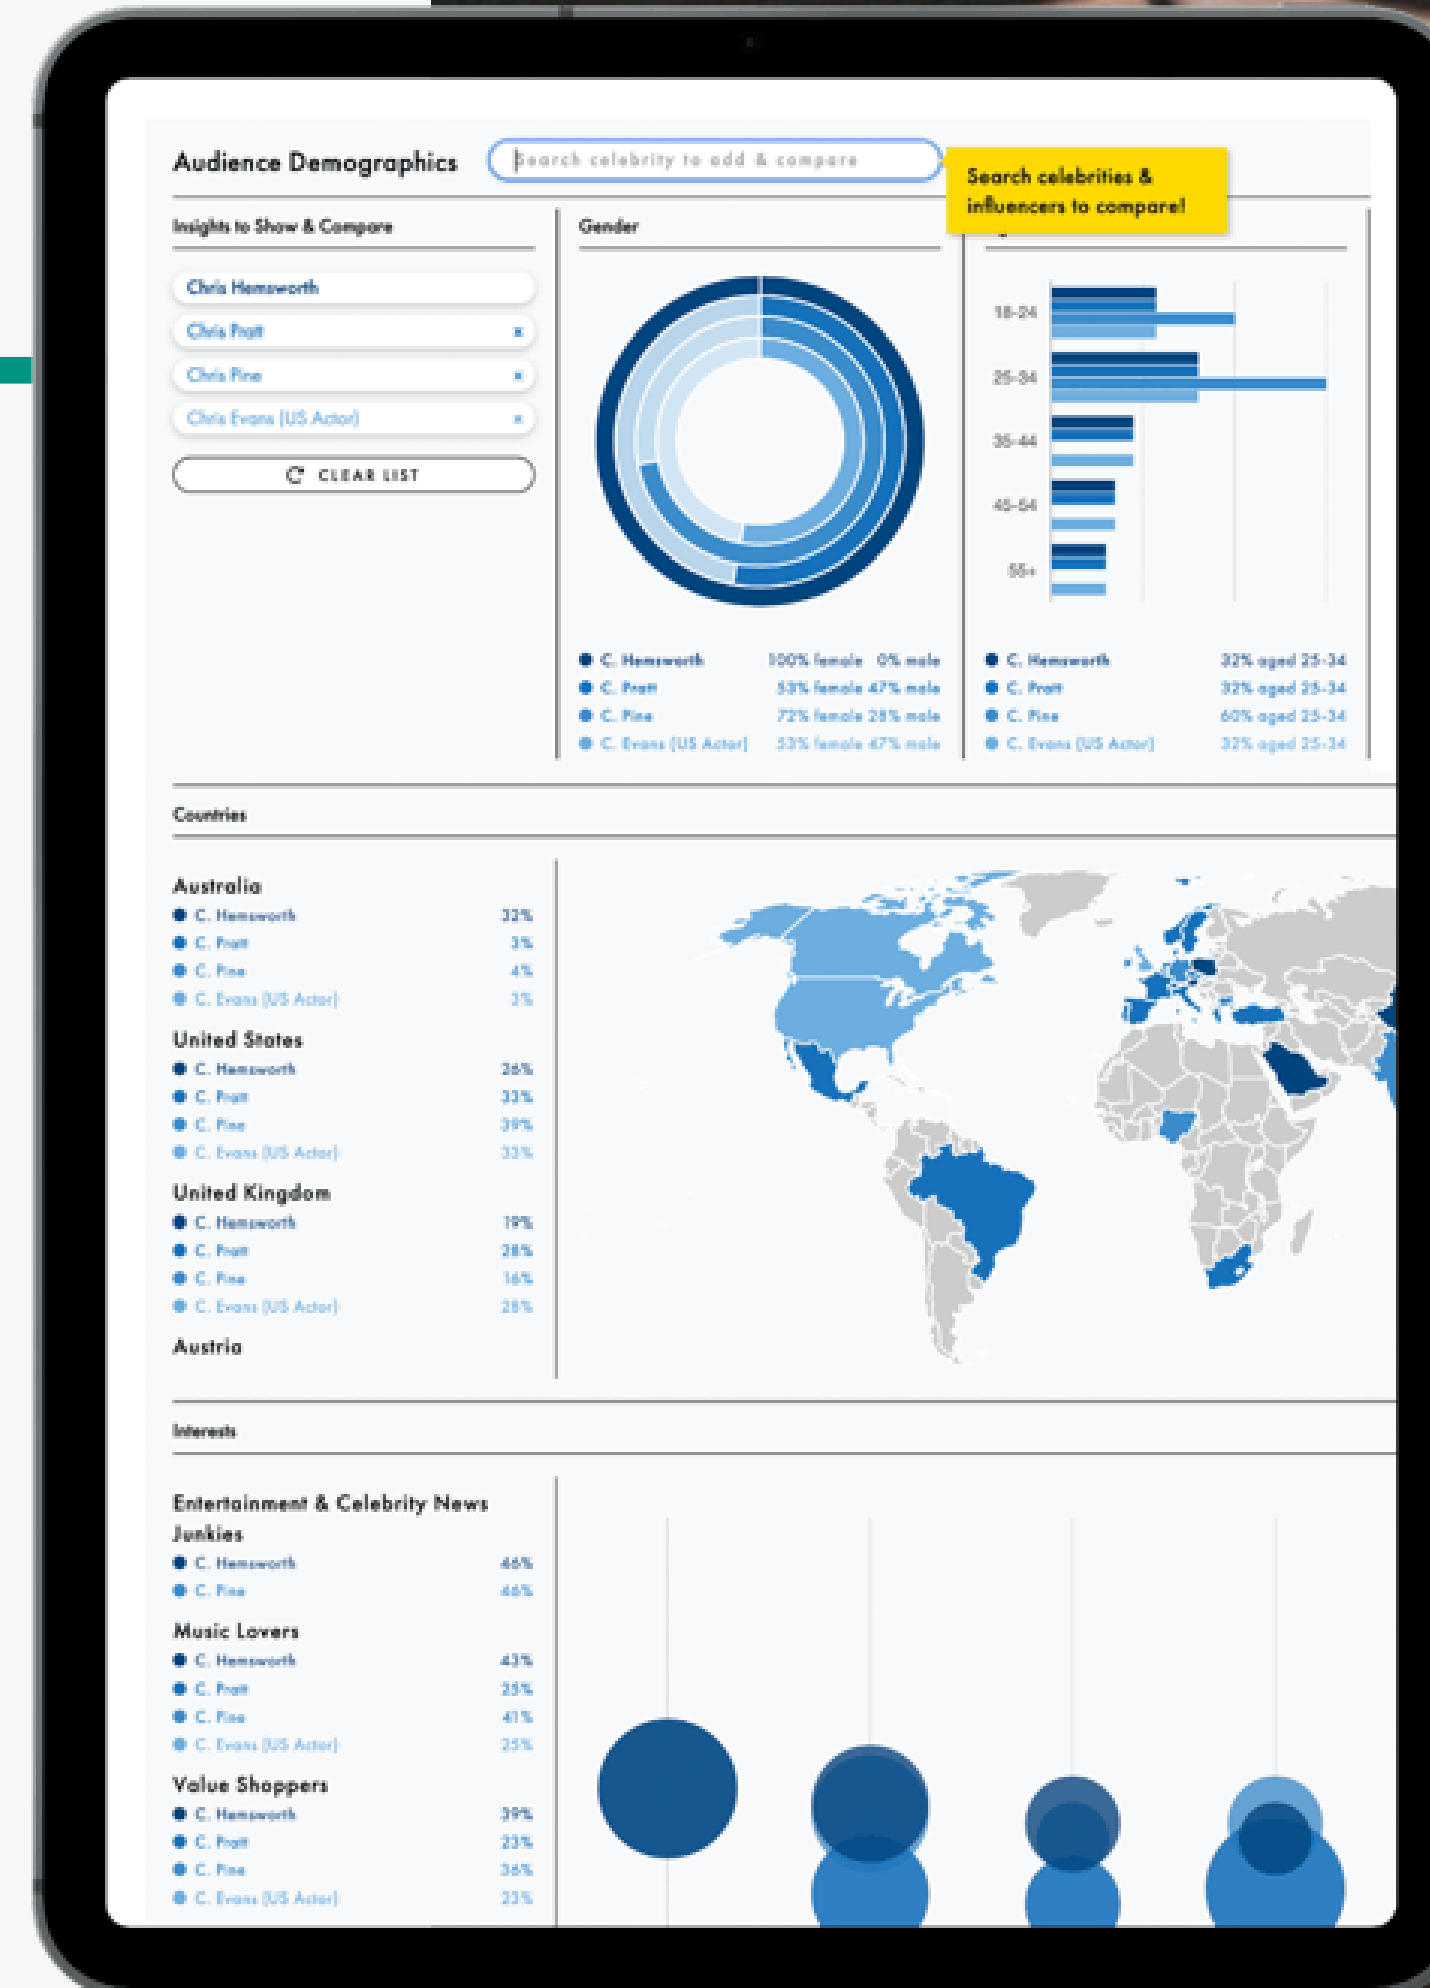 Audience Demographics
Search celebrity to add & compare
Search celebrities &
influencers to compare!
Insights to Show & Compare
Chris Hemsworth
Chris Pratt
Chris Pine
Chris Evans (US Actor)
CLEAR LIST
Gender
C. Hemsworth 100% female 0% male
C. Pratt 53% female 47% male
C. Pine 72% female 28% male
C. Evans (US Actor) 53% female 47% male
18-24
25-34
35-44
45-54
55+
C. Hemsworth 32% aged 25-34
C. Pratt 32% aged 25-34
C. Pine 60% aged 25-34
C. Evans (US Actor) 32% aged 25-34
Countries
Australia
C. Hemsworth 32%
C. Pratt 3%
C. Pine 4%
C. Evans (US Actor) 3%
United States
C. Hemsworth 26%
C. Pratt 33%
C. Pine 39%
C. Evans (US Actor) 33%
United Kingdom
C. Hemsworth 19%
C. Pratt 28%
C. Pine 16%
C. Evans (US Actor) 28%
Austria
Interests
Entertainment & Celebrity News
Junkies
C. Hemsworth 46%
C. Pine 46%
Music Lovers
C. Hemsworth 43%
C. Pratt 25%
C. Pine 41%
C. Evans (US Actor) 25%
Value Shoppers
C. Hemsworth 39%
C. Pratt 23%
C. Pine 36%
C. Evans (US Actor) 23%